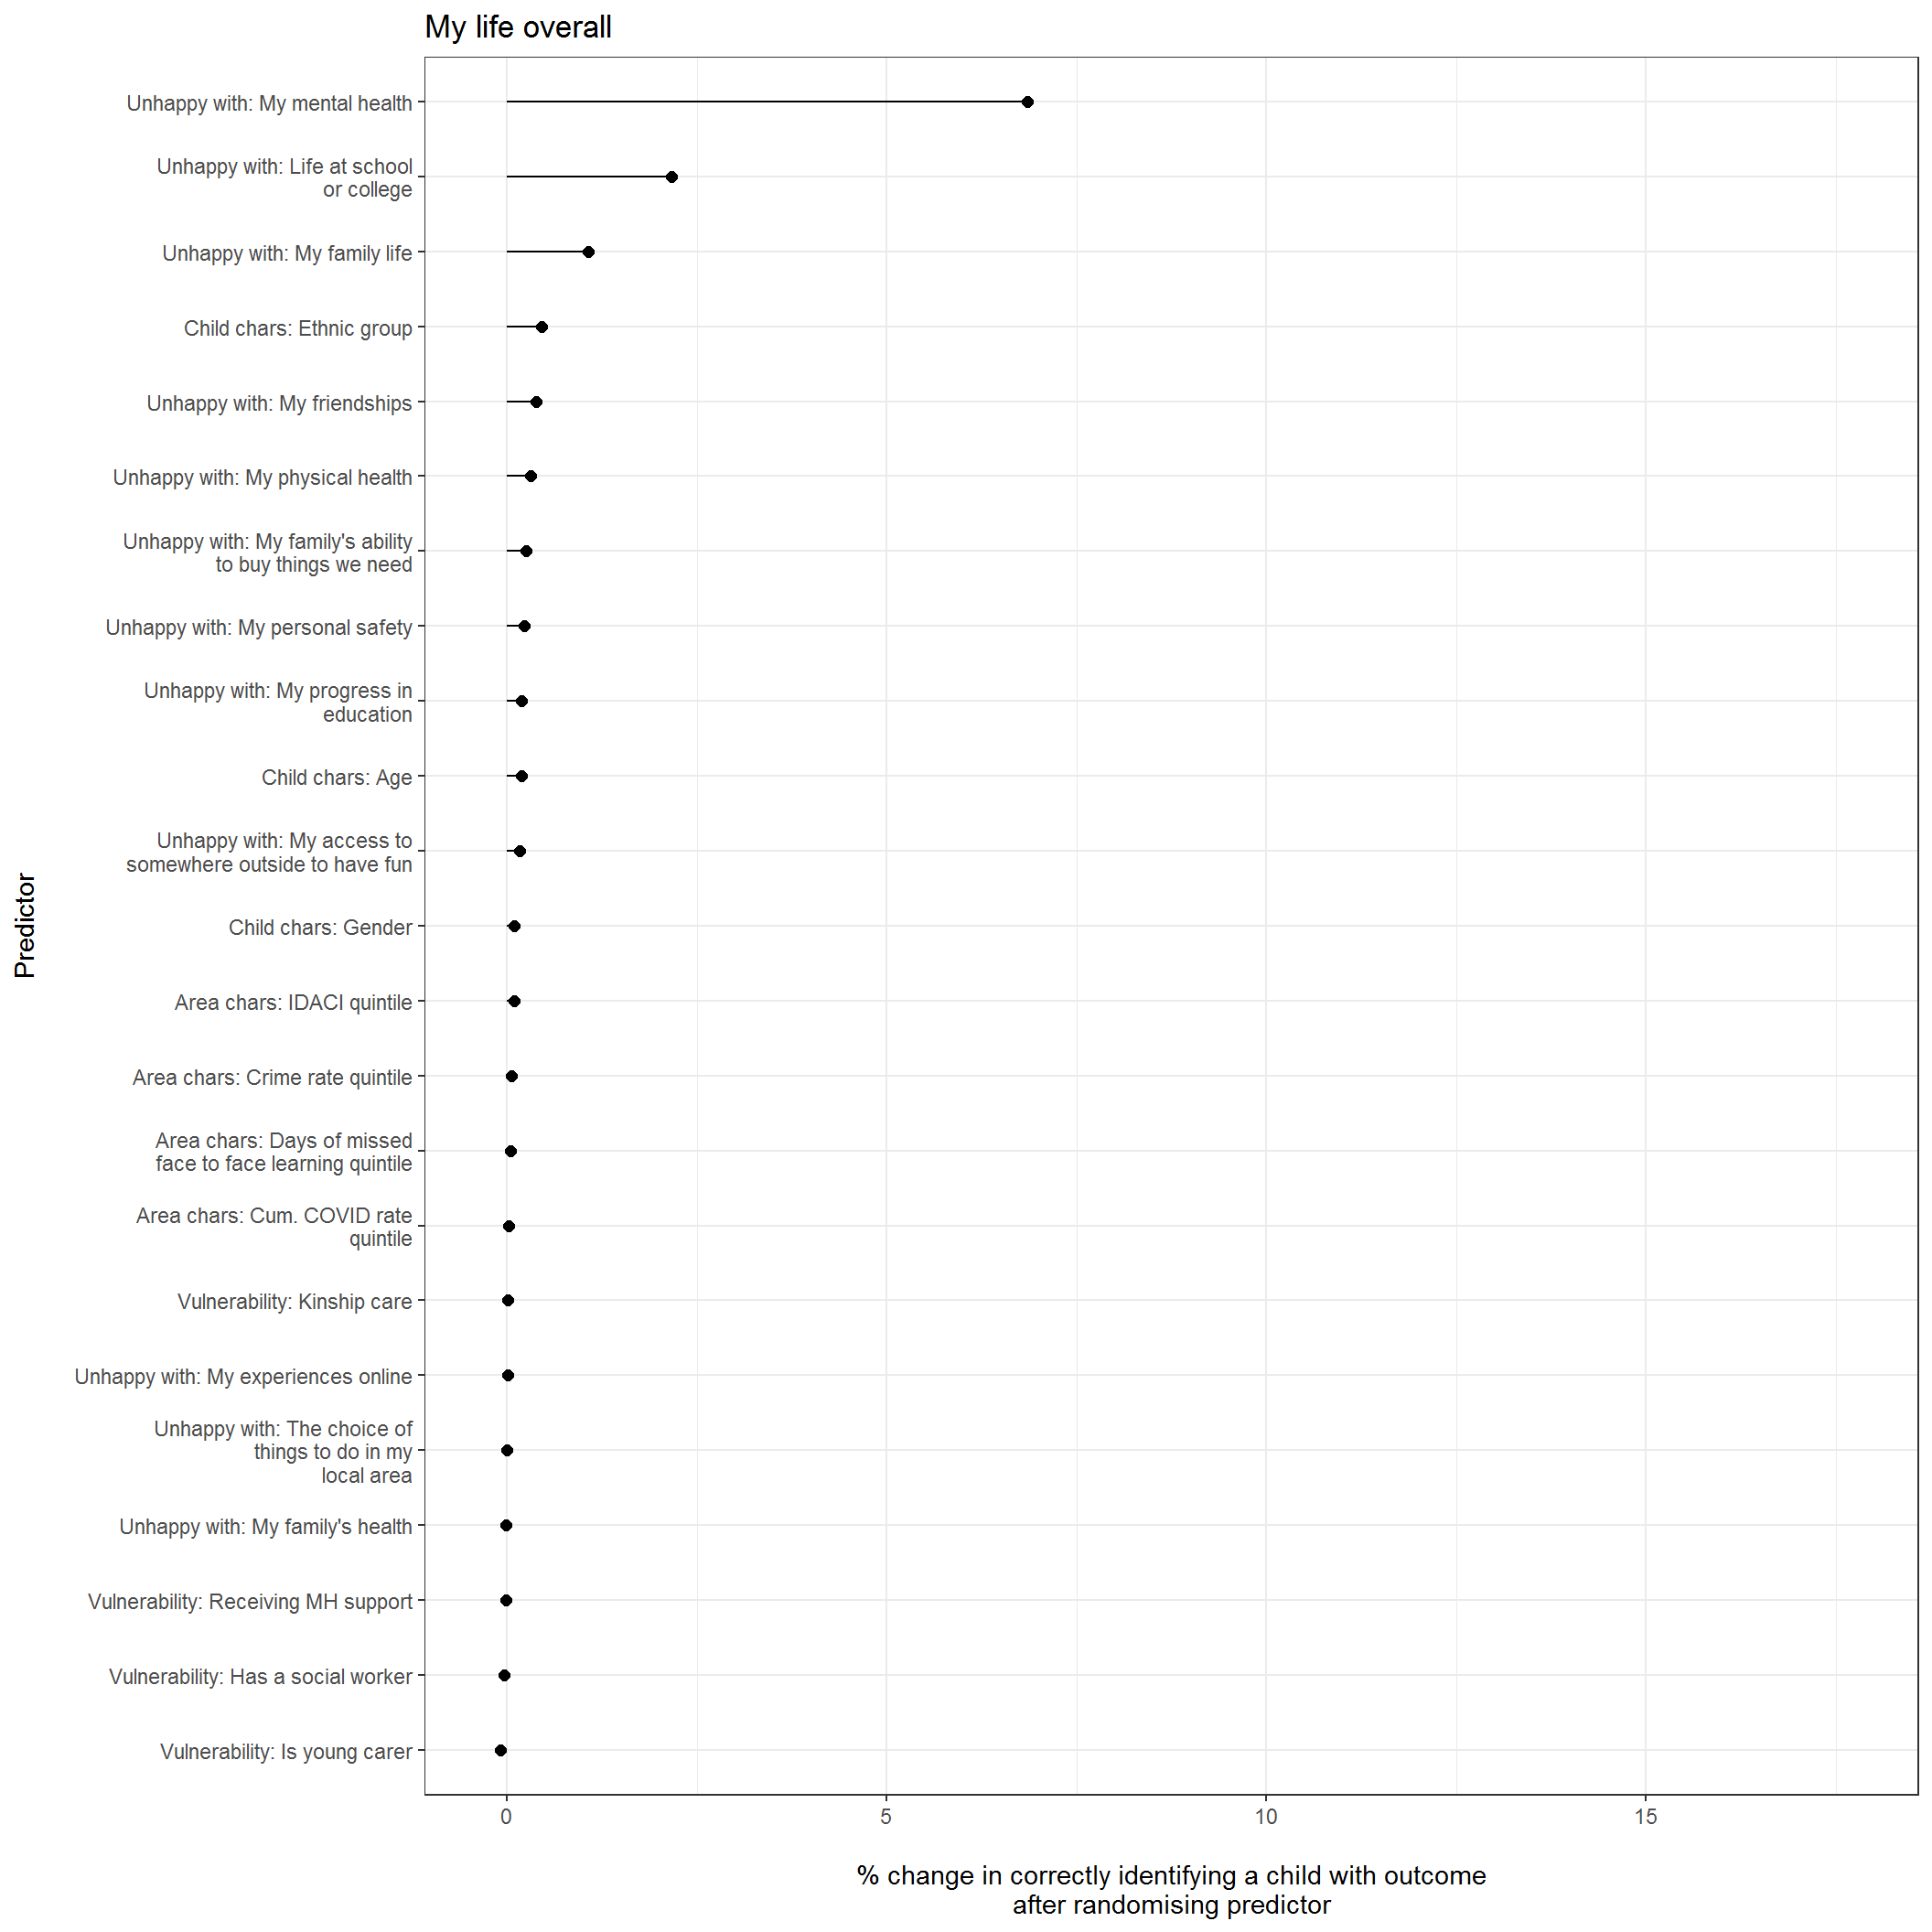 My life overall
Unhappy with: My mental health
Unhappy with: Life at school
or college
Unhappy with: My family life
Child chars: Ethnic group
Unhappy with: My friendships
Unhappy with: My physical health
Unhappy with: My family's ability
to buy things we need
Unhappy with: My personal safety
Unhappy with: My progress in
education
Child chars: Age
Unhappy with: My access to
somewhere outside to have fun
Child chars: Gender
Area chars: IDACI quintile
Area chars: Crime rate quintile
Area chars: Days of missed
face to face learning quintile
Area chars: Cum. COVID rate
quintile
Vulnerability: Kinship care
Unhappy with: My experiences online
Unhappy with: The choice of
things to do in my
local area
Unhappy with: My family's health
Vulnerability: Receiving MH support
Vulnerability: Has a social worker
Vulnerability: Is young carer
Predictor
0 5 10 15
% change in correctly identifying a child with outcome
after randomising predictor